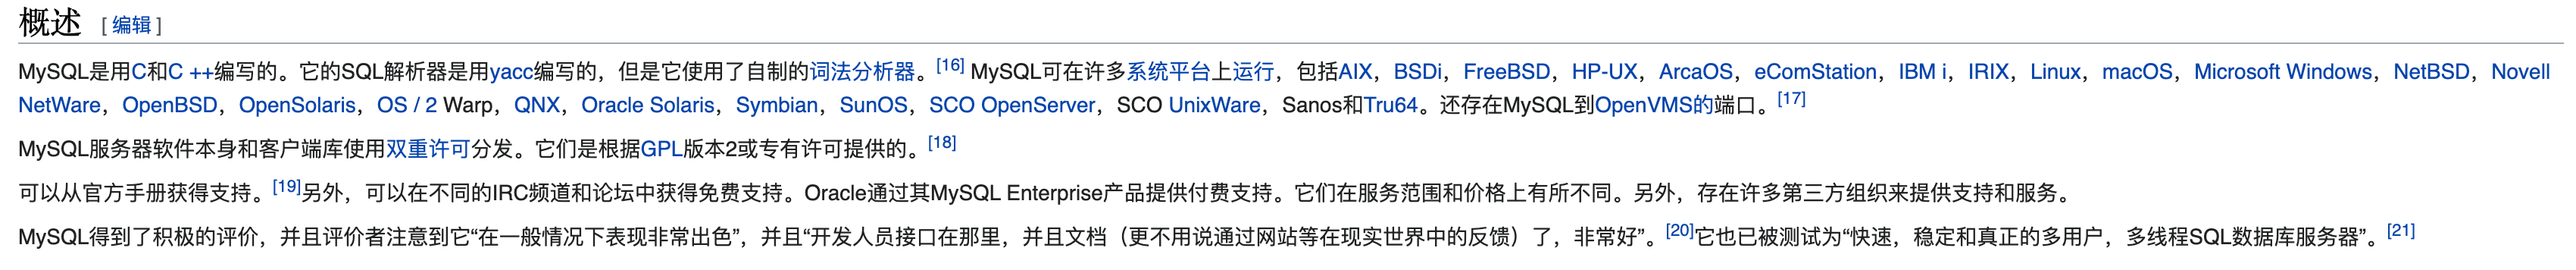 概述 [编辑]
MySQL是用C和C ++编写的。它的SQL解析器是用yacc编写的，但是它使用了自制的词法分析器。[16] MySQL可在许多系统平台上运行，包括AIX，BSDi，FreeBSD，HP-UX，ArcaOS，eComStation，IBM i，IRIX，Linux，macOS，Microsoft Windows，NetBSD，Novell
NetWare，OpenBSD，OpenSolaris，OS / 2 Warp，QNX，Oracle Solaris，Symbian，SunOS，SCO OpenServer，SCO UnixWare，Sanos和Tru64。还存在MySQL到OpenVMS的端口。[17]
MySQL服务器软件本身和客户端库使用双重许可分发。它们是根据GPL版本2或专有许可提供的。[18]
可以从官方手册获得支持。[19]另外，可以在不同的IRC频道和论坛中获得免费支持。Oracle通过其MySQL Enterprise产品提供付费支持。它们在服务范围和价格上有所不同。另外，存在许多第三方组织来提供支持和服务。
MySQL得到了积极的评价，并且评价者注意到它“在一般情况下表现非常出色”，并且“开发人员接口在那里，并且文档（更不用说通过网站等在现实世界中的反馈）了，非常好”。[20]它也已被测试为“快速，稳定和真正的多用户，多线程SQL数据库服务器”。[21]